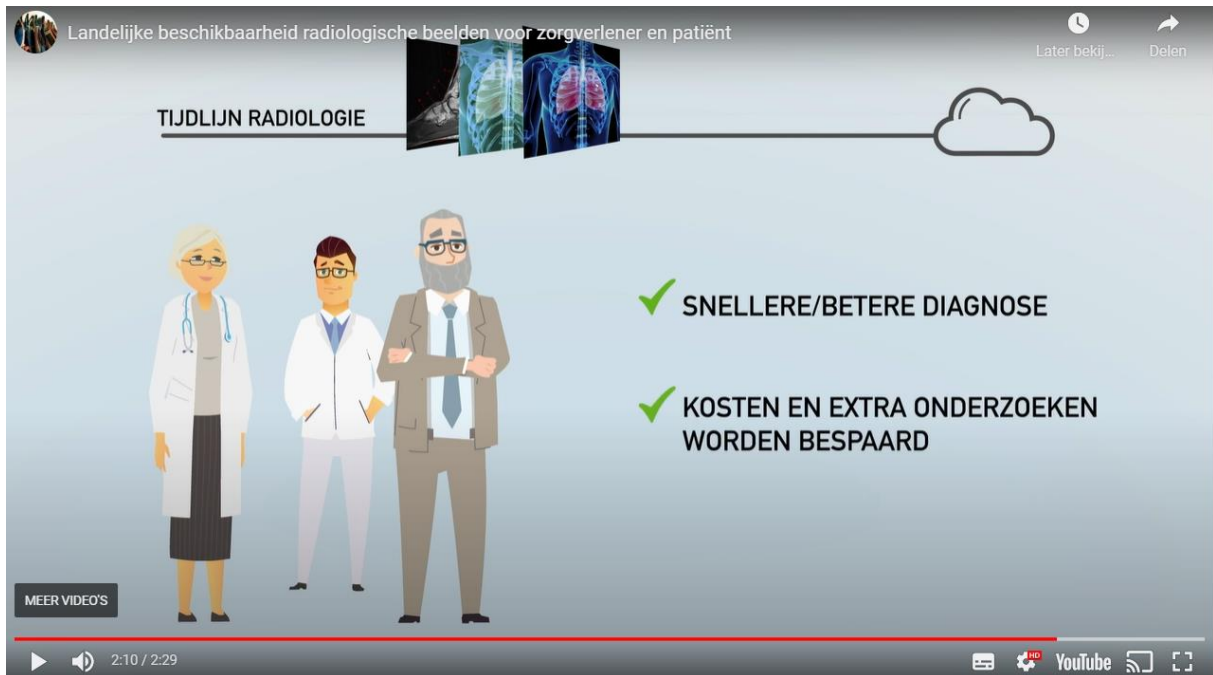 Landelijke beschikbaarheid radiologische beelden voor zorgverlener en patiënt
Later bekij...
Delen
TIJDLIJN RADIOLOGIE
SNELLERE/BETERE DIAGNOSE
KOSTEN EN EXTRA ONDERZOEKEN
WORDEN BESPAARD
MEER VIDEO'S
2:10 / 2:29
HD
YouTube